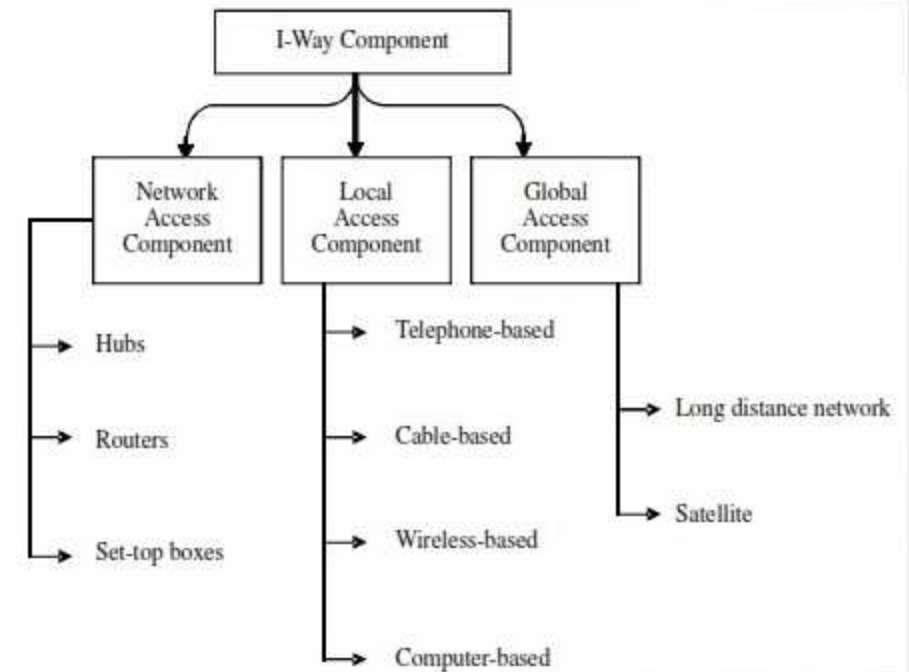 I-Way Component
Network
Access
Component
Local
Access
Component
Global
Access
Component
Hubs
Routers
Set-top boxes
Telephone-based
Cable-based
Wireless-based
Computer-based
Long distance network
Satellite